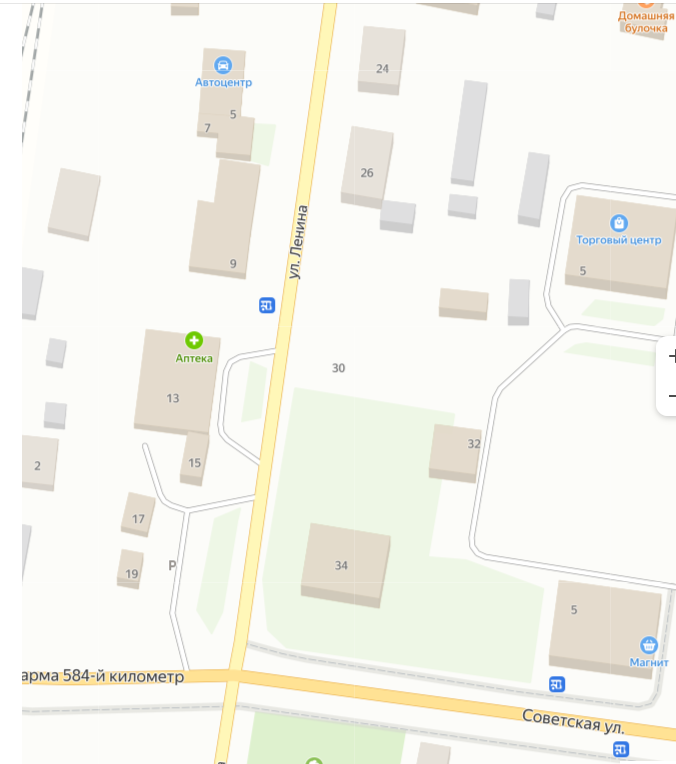 Домашняя
булочка
24
Автоцентр
5
7
26
ул. Ленина
Торговый центр
5
9
Аптека
30
13
32
2
15
17
34
19
P
5
Магнит
арма 584-й километр
Советская ул.